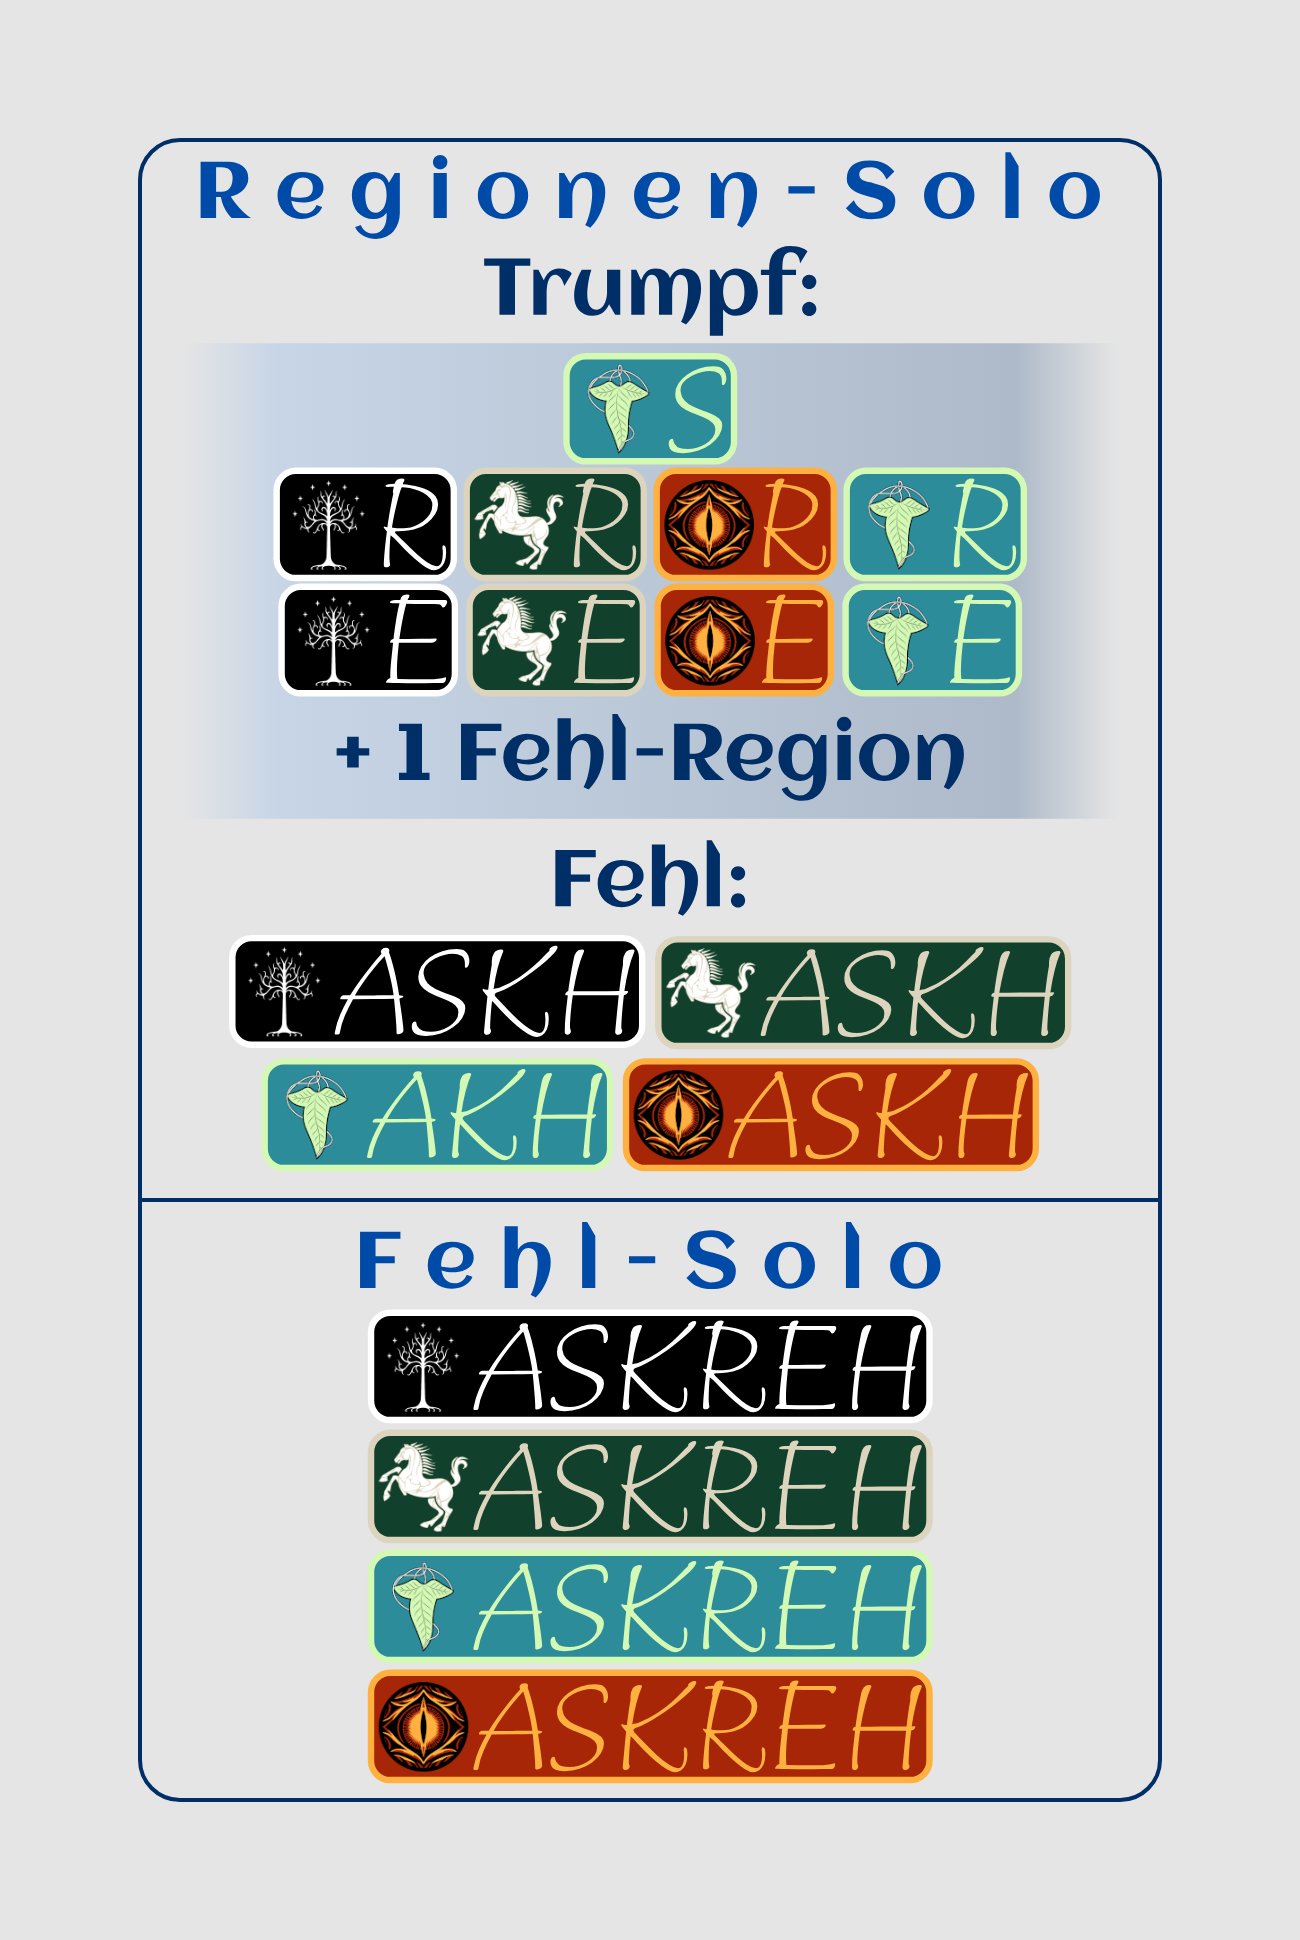 Regionen-Solo
Trumpf:
S
R R R R
E E E E
+ 1 Fehl-Region
Fehl:
ASKH ASKH
AKH ASKH
Fehl-Solo
ASKREH
ASKREH
ASKREH
ASKREH